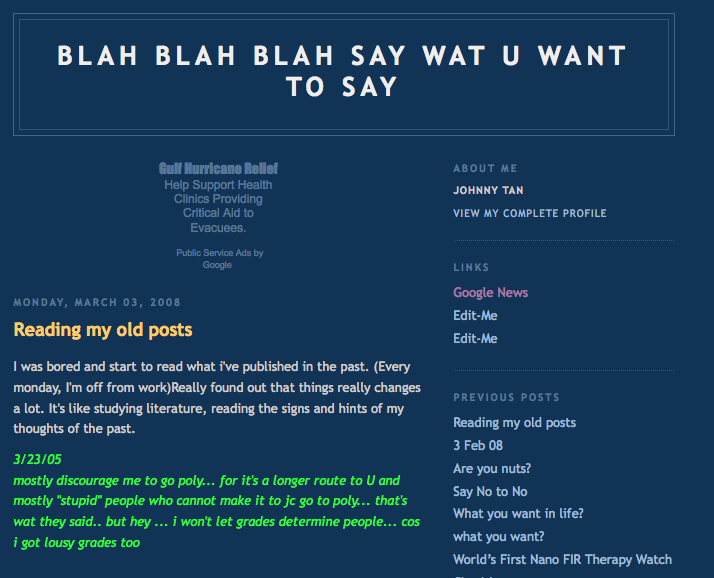 BLAH BLAH BLAH SAY WAT U WANT
TO SAY
Gulf Hurricane Relief
Help Support Health
Clinics Providing
Critical Aid to
Evacuees.
Public Service Ads by
Google
MONDAY, MARCH 03, 2008
Reading my old posts
I was bored and start to read what i've published in the past. (Every
monday, I'm off from work)Really found out that things really changes
a lot. It's like studying literature, reading the signs and hints of my
thoughts of the past.
3/23/05
mostly discourage me to go poly... for it's a longer route to U and
mostly "stupid" people who cannot make it to jc go to poly... that's
wat they said.. but hey ... i won't let grades determine people... cos
i got lousy grades too
ABOUT ME
JOHNNY TAN
VIEW MY COMPLETE PROFILE
LINKS
Google News
Edit-Me
Edit-Me
PREVIOUS POSTS
Reading my old posts
3 Feb 08
Are you nuts?
Say No to No
What you want in life?
what you want?
World's First Nano FIR Therapy Watch